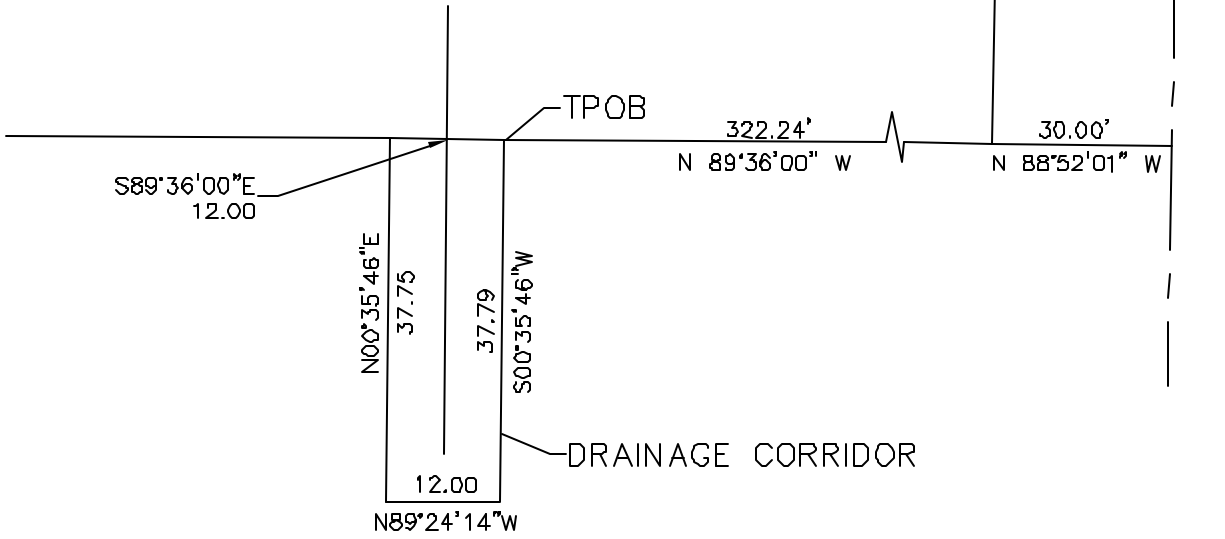 TPOB
322.24'
30.00'
N 89°36'00" W
N 88°52'01" W
S89°36'00"E
12.00
N00°35'46"E
37.75
37.79
S00°35'46"W
DRAINAGE CORRIDOR
12.00
N89°24'14"W